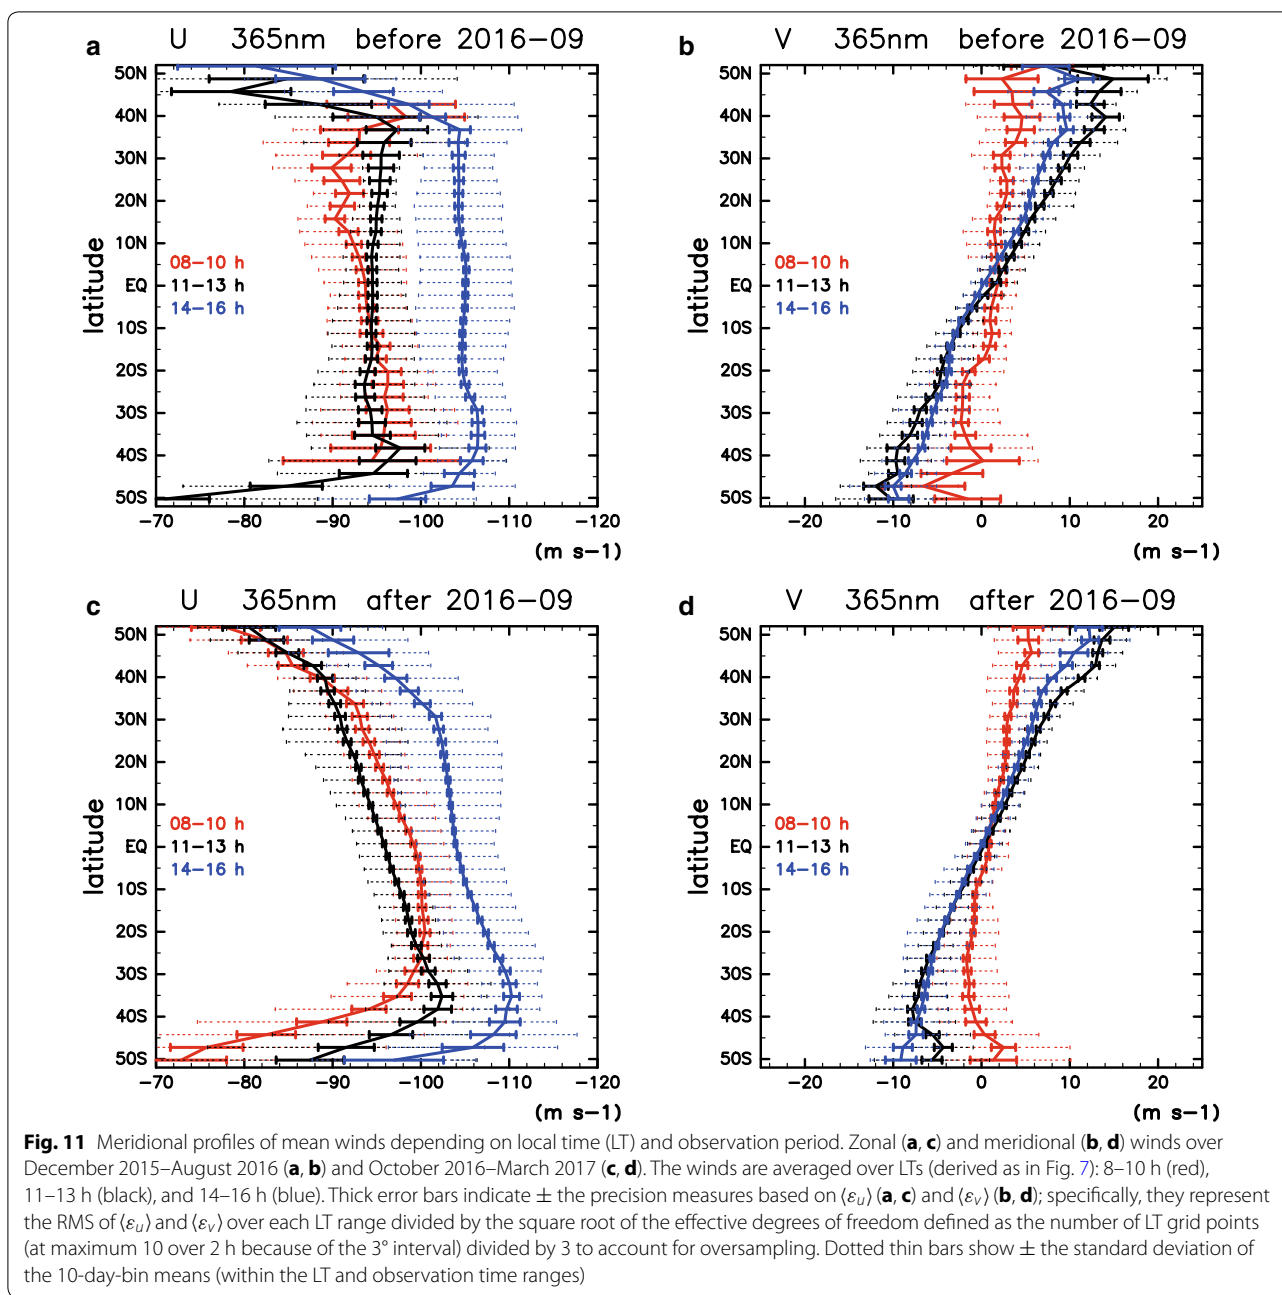 a U 365nm before 2016–09
50N
40N
30N
20N
10N
EQ
10S
20S
30S
40S
50S
latitude
08–10 h
11–13 h
14–16 h
−70 −80 −90 −100 −110 −120
(m s−1)
b V 365nm before 2016–09
50N
40N
30N
20N
10N
EQ
10S
20S
30S
40S
50S
latitude
08–10 h
11–13 h
14–16 h
−20 −10 0 10 20
(m s−1)
c U 365nm after 2016–09
50N
40N
30N
20N
10N
EQ
10S
20S
30S
40S
50S
latitude
08–10 h
11–13 h
14–16 h
−70 −80 −90 −100 −110 −120
(m s−1)
d V 365nm after 2016–09
50N
40N
30N
20N
10N
EQ
10S
20S
30S
40S
50S
latitude
08–10 h
11–13 h
14–16 h
−20 −10 0 10 20
(m s−1)
Fig. 11 Meridional profiles of mean winds depending on local time (LT) and observation period. Zonal (a, c) and meridional (b, d) winds over
December 2015–August 2016 (a, b) and October 2016–March 2017 (c, d). The winds are averaged over LTs (derived as in Fig. 7): 8–10 h (red),
11–13 h (black), and 14–16 h (blue). Thick error bars indicate ± the precision measures based on ⟨εu⟩ (a, c) and ⟨εv⟩ (b, d); specifically, they represent
the RMS of ⟨εu⟩ and ⟨εv⟩ over each LT range divided by the square root of the effective degrees of freedom defined as the number of LT grid points
(at maximum 10 over 2 h because of the 3° interval) divided by 3 to account for oversampling. Dotted thin bars show ± the standard deviation of
the 10-day-bin means (within the LT and observation time ranges)